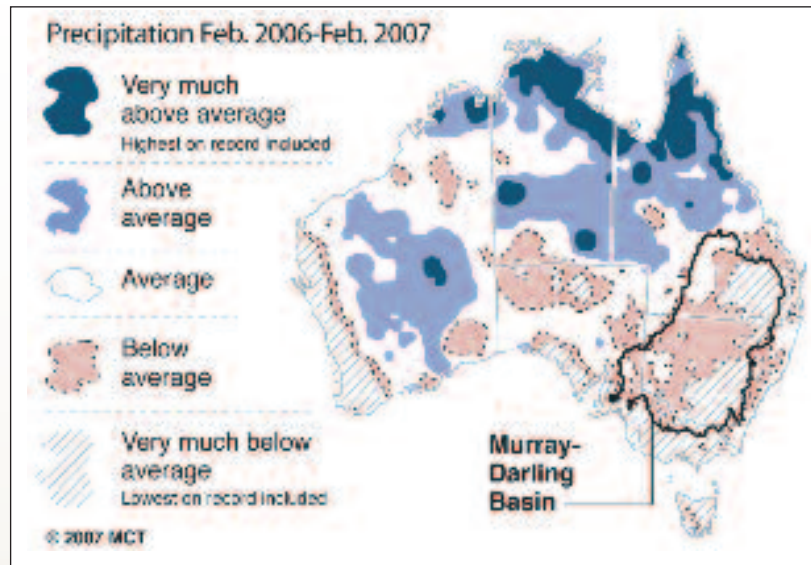 Precipitation Feb. 2006-Feb. 2007
Very much
above average
Highest on record included
Above
average
Average
Below
average
Very much below
average
Lowest on record included
© 2007 MCT
Murray-
Darling
Basin